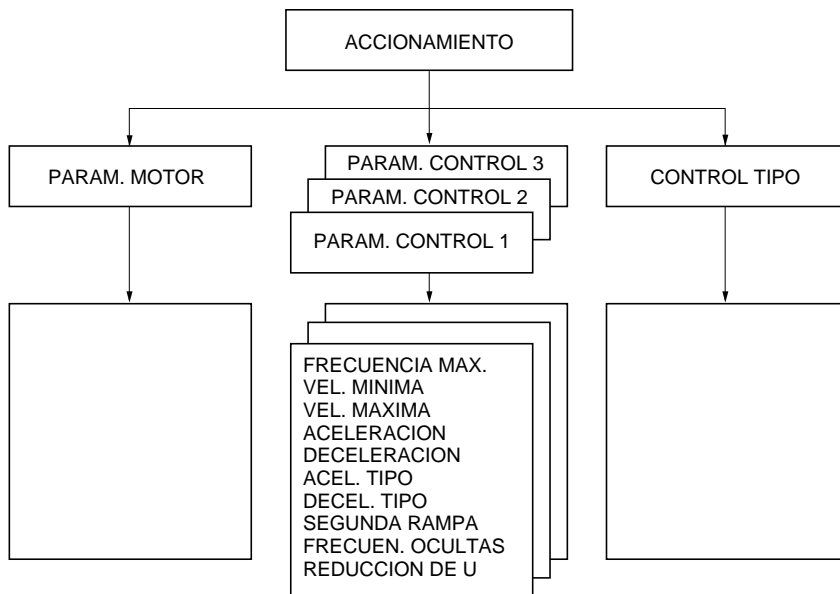 ACCIONAMIENTO
PARAM. MOTOR
PARAM. CONTROL 3
PARAM. CONTROL 2
PARAM. CONTROL 1
CONTROL TIPO
FRECUENCIA MAX.
VEL. MINIMA
VEL. MAXIMA
ACELERACION
DECELERACION
ACEL. TIPO
DECEL. TIPO
SEGUNDA RAMPA
FRECUEN. OCULTAS
REDUCCION DE U